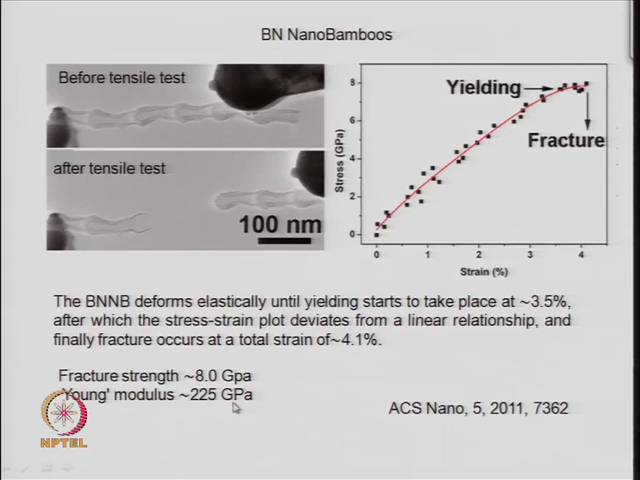 BN NanoBamboos
Before tensile test
after tensile test
100 nm
Yielding
Fracture
Stress (GPa)
8
6
4
2
0
0 1 2 3 4
Strain (%)
The BNNB deforms elastically until yielding starts to take place at ~3.5%,
after which the stress-strain plot deviates from a linear relationship, and
finally fracture occurs at a total strain of~4.1%.
Fracture strength ~8.0 Gpa
Young' modulus ~225 GPa
ACS Nano, 5, 2011, 7362
NPTEL